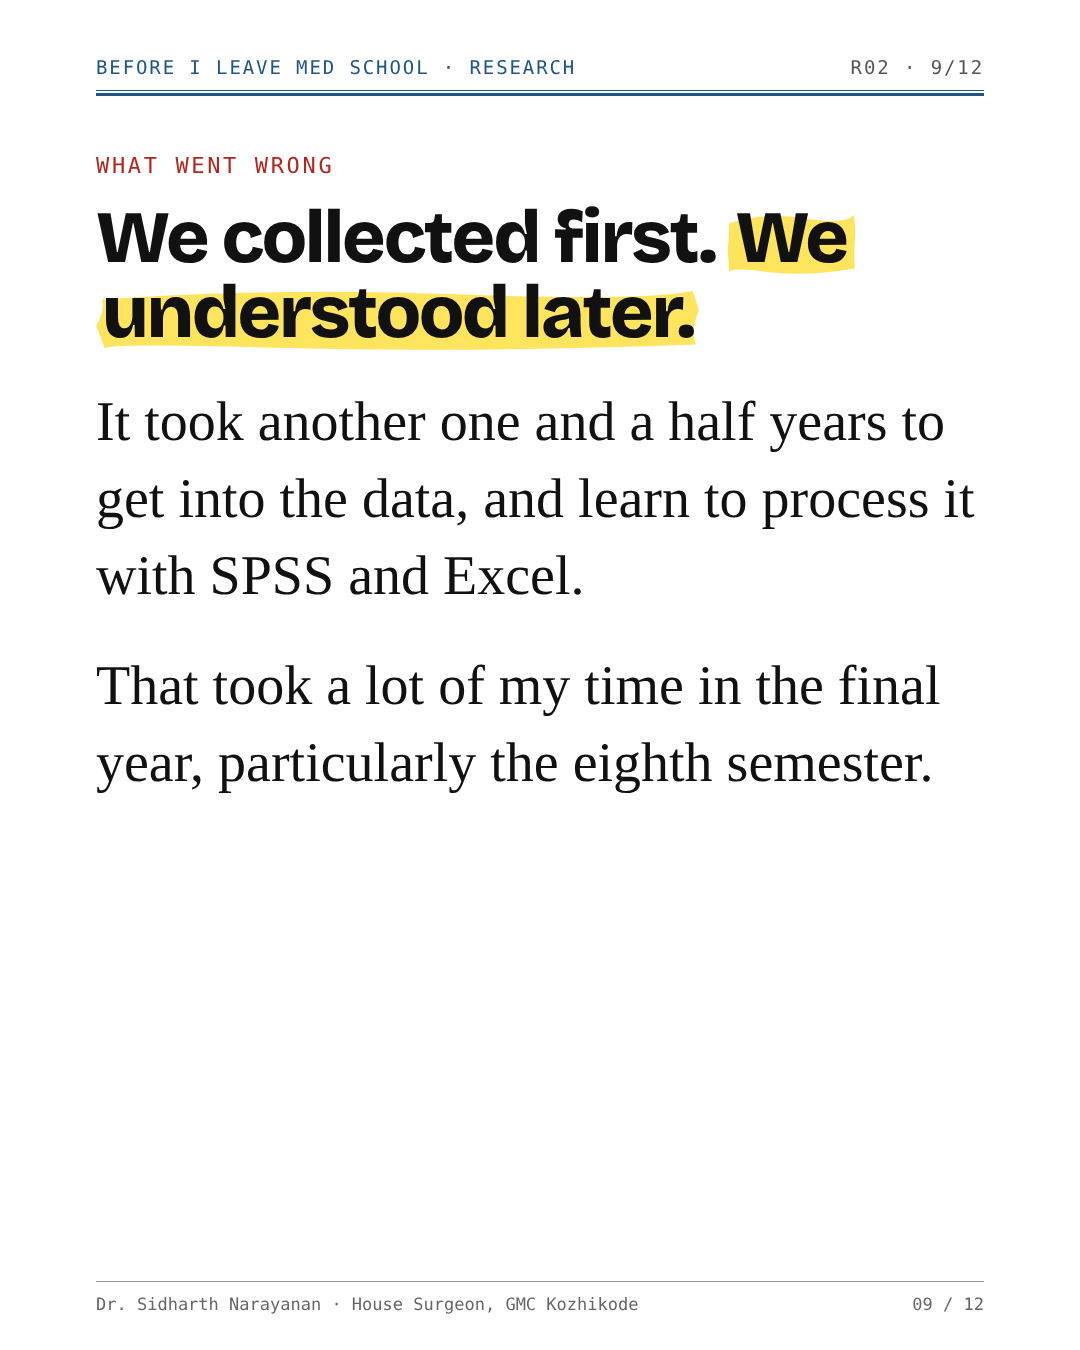 BEFORE I LEAVE MED SCHOOL · RESEARCH
R02 · 9/12
WHAT WENT WRONG
We collected first. We
understood later.
It took another one and a half years to
get into the data, and learn to process it
with SPSS and Excel.
That took a lot of my time in the final
year, particularly the eighth semester.
Dr. Sidharth Narayanan · House Surgeon, GMC Kozhikode
09 / 12